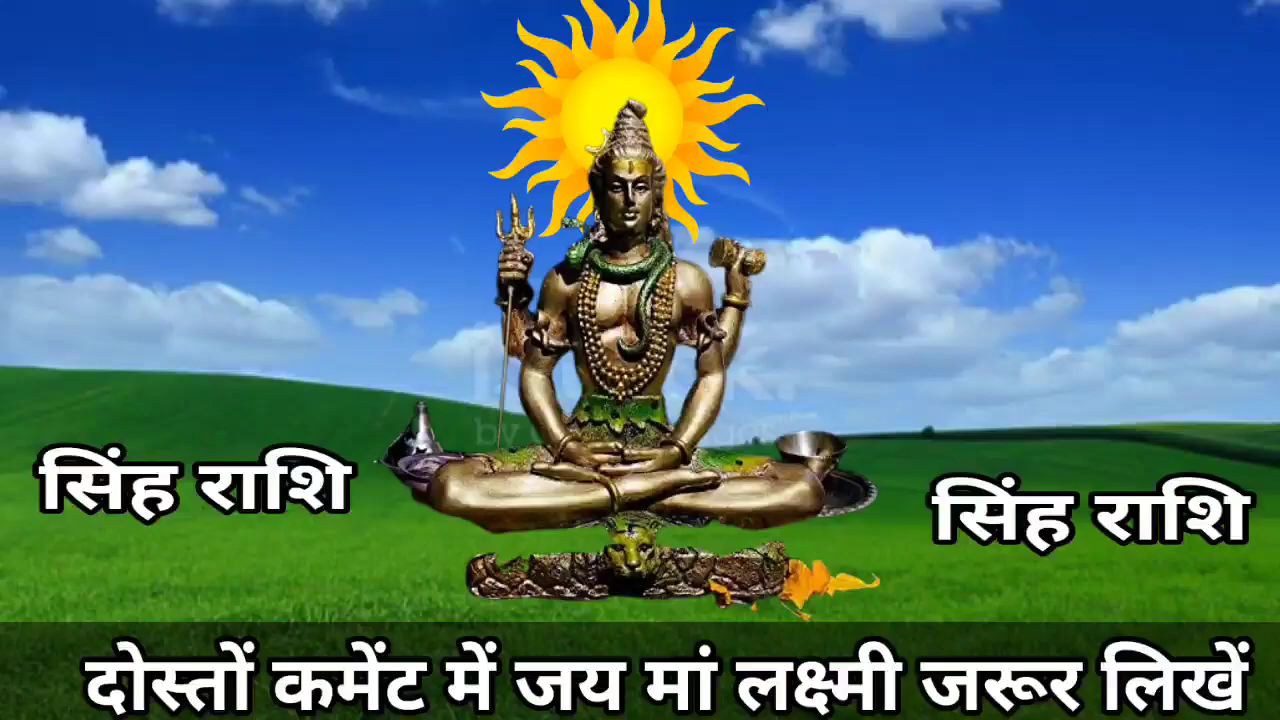 सिंह राशि
सिंह राशि
दोस्तों कमेंट में जय मां लक्ष्मी जरूर लिखें